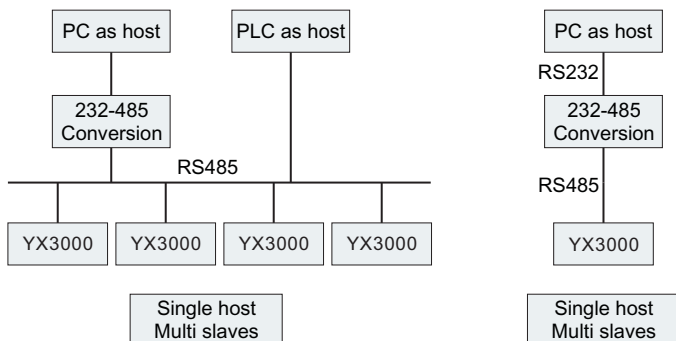 PC as host
PLC as host
232-485
Conversion
RS485
YX3000
YX3000
YX3000
YX3000
Single host
Multi slaves
PC as host
RS232
232-485
Conversion
RS485
YX3000
Single host
Multi slaves